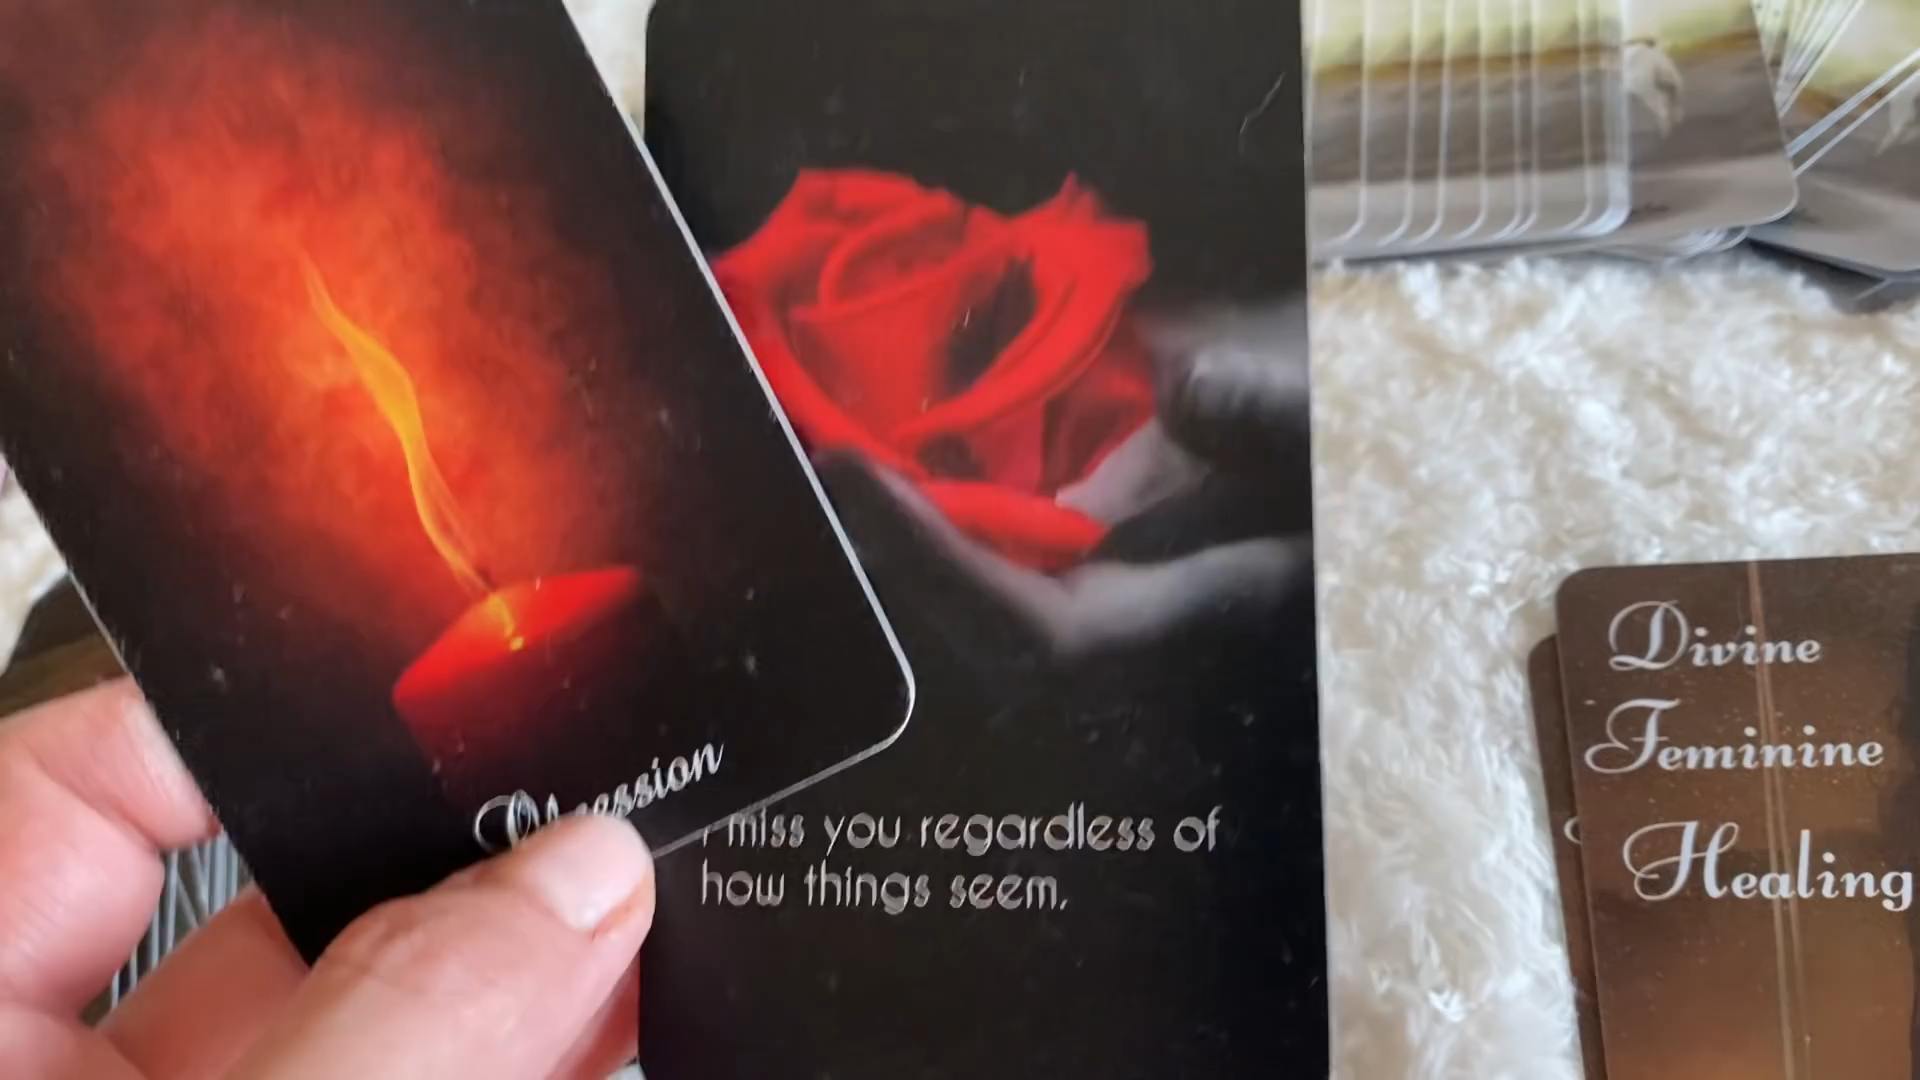 Obsession
I miss you regardless of
how things seem.
Divine
Feminine
Healing